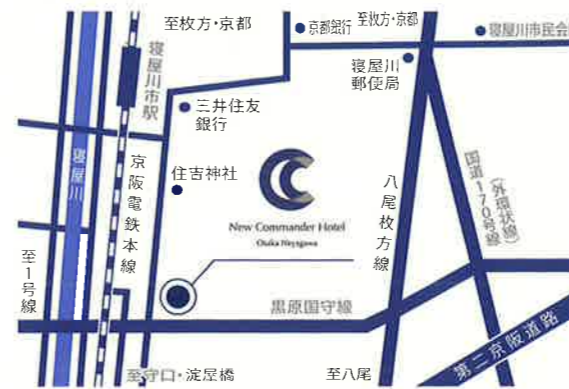 至枚方・京都
京都銀行
至枚方・京都
寝屋川市民会
寝屋川市駅
寝屋川
郵便局
三井住友
銀行
住吉神社
寝屋川
京阪電鉄本線
New Commander Hotel
Osaka Neyagawa
八尾枚方線
国道170号線
(外環状線)
至1号線
黒原国守線
第二京阪道路
至守口・淀屋橋
至八尾